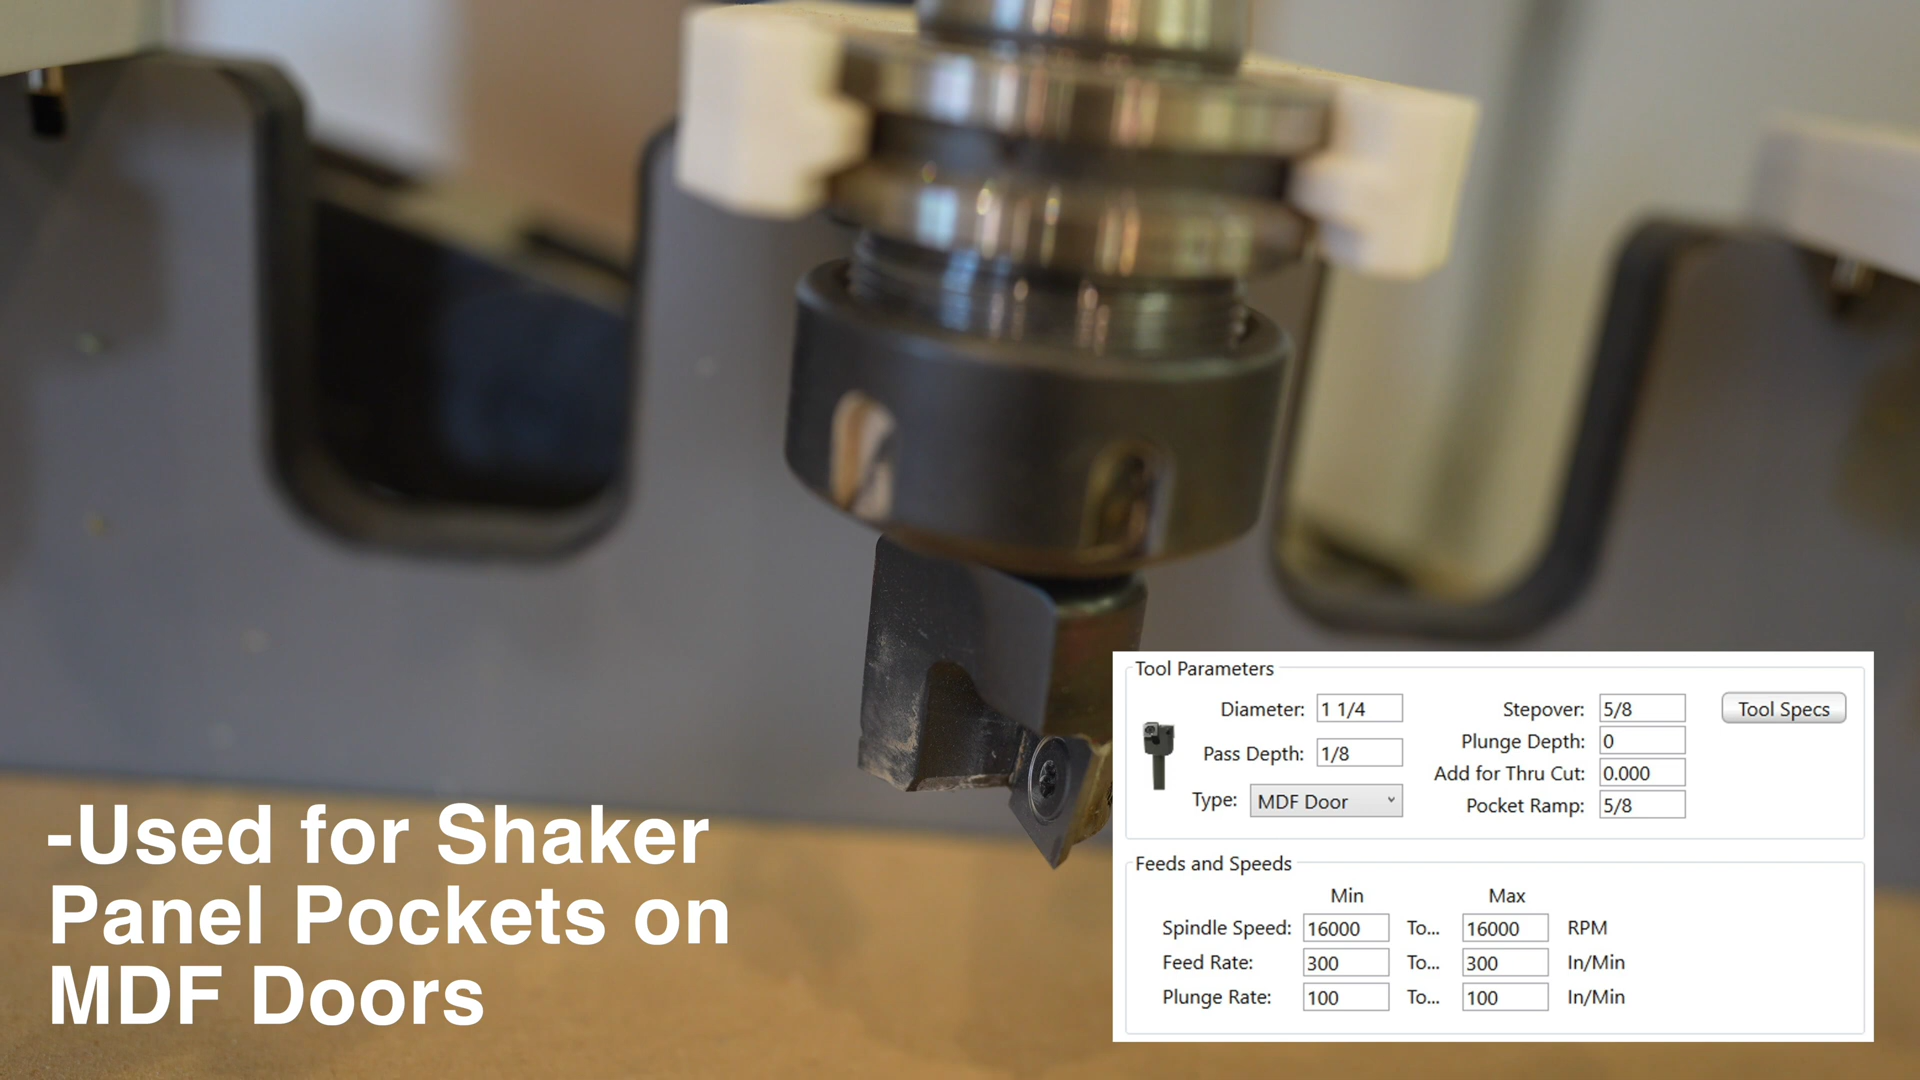 -Used for Shaker
Panel Pockets on
MDF Doors
Tool Parameters
Diameter: 1 1/4
Pass Depth: 1/8
Type: MDF Door
Stepover: 5/8
Plunge Depth: 0
Add for Thru Cut: 0.000
Pocket Ramp: 5/8
Tool Specs
Feeds and Speeds
Min Max
Spindle Speed: 16000 To... 16000 RPM
Feed Rate: 300 To... 300 In/Min
Plunge Rate: 100 To... 100 In/Min